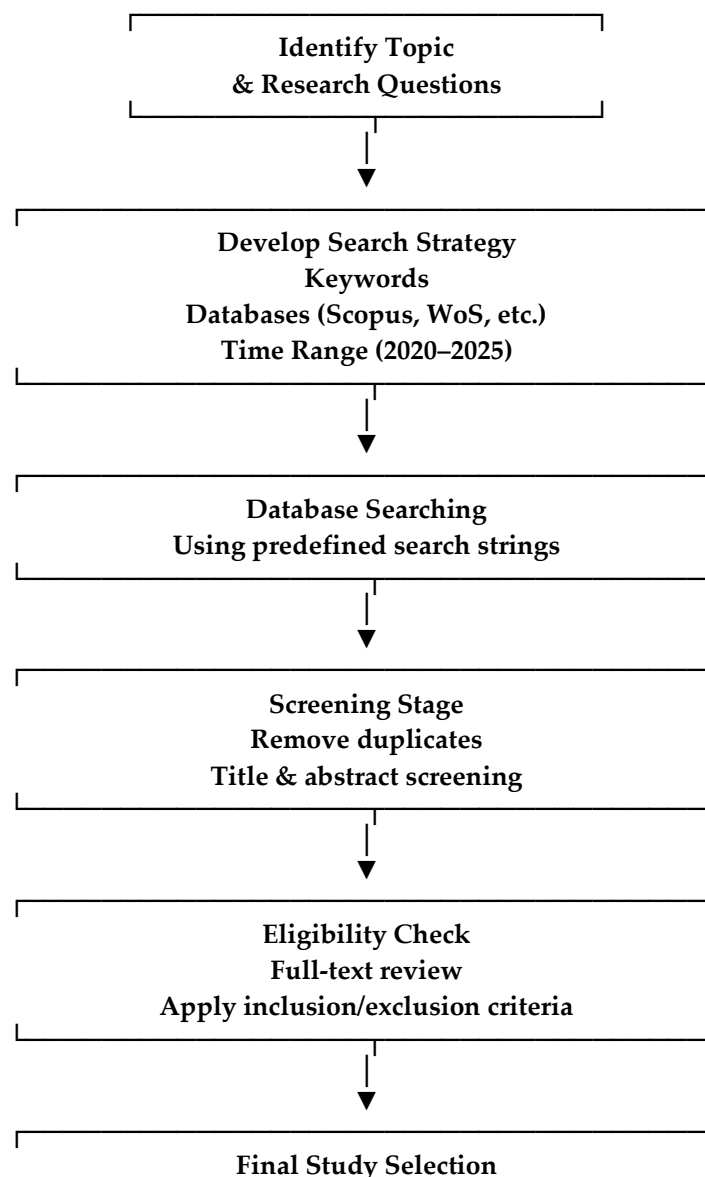 Identify Topic
& Research Questions
Develop Search Strategy
Keywords
Databases (Scopus, WoS, etc.)
Time Range (2020–2025)
Database Searching
Using predefined search strings
Screening Stage
Remove duplicates
Title & abstract screening
Eligibility Check
Full-text review
Apply inclusion/exclusion criteria
Final Study Selection